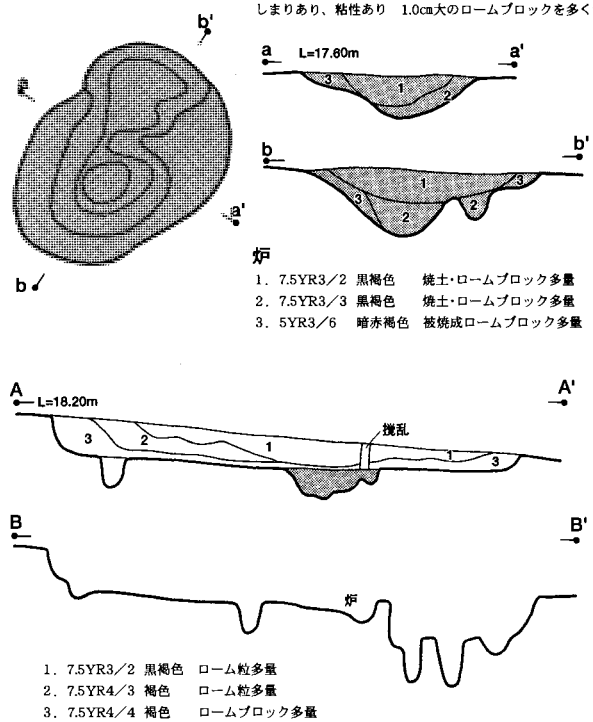 しまりあり、粘性あり 1.0cm大のロームブロックを多く
b'
a L=17.60m a'
1
2
3
b b'
1
2
2
3
3
a'
b
炉
1. 7.5YR3/2 黒褐色 焼土・ロームブロック多量
2. 7.5YR3/3 黒褐色 焼土・ロームブロック多量
3. 5YR3/6 暗赤褐色 被焼成ロームブロック多量
A L=18.20m A'
撹乱
3
2
1
1
3
B B'
炉
1. 7.5YR3/2 黒褐色 ローム粒多量
2. 7.5YR4/3 褐色 ローム粒多量
3. 7.5YR4/4 褐色 ロームブロック多量